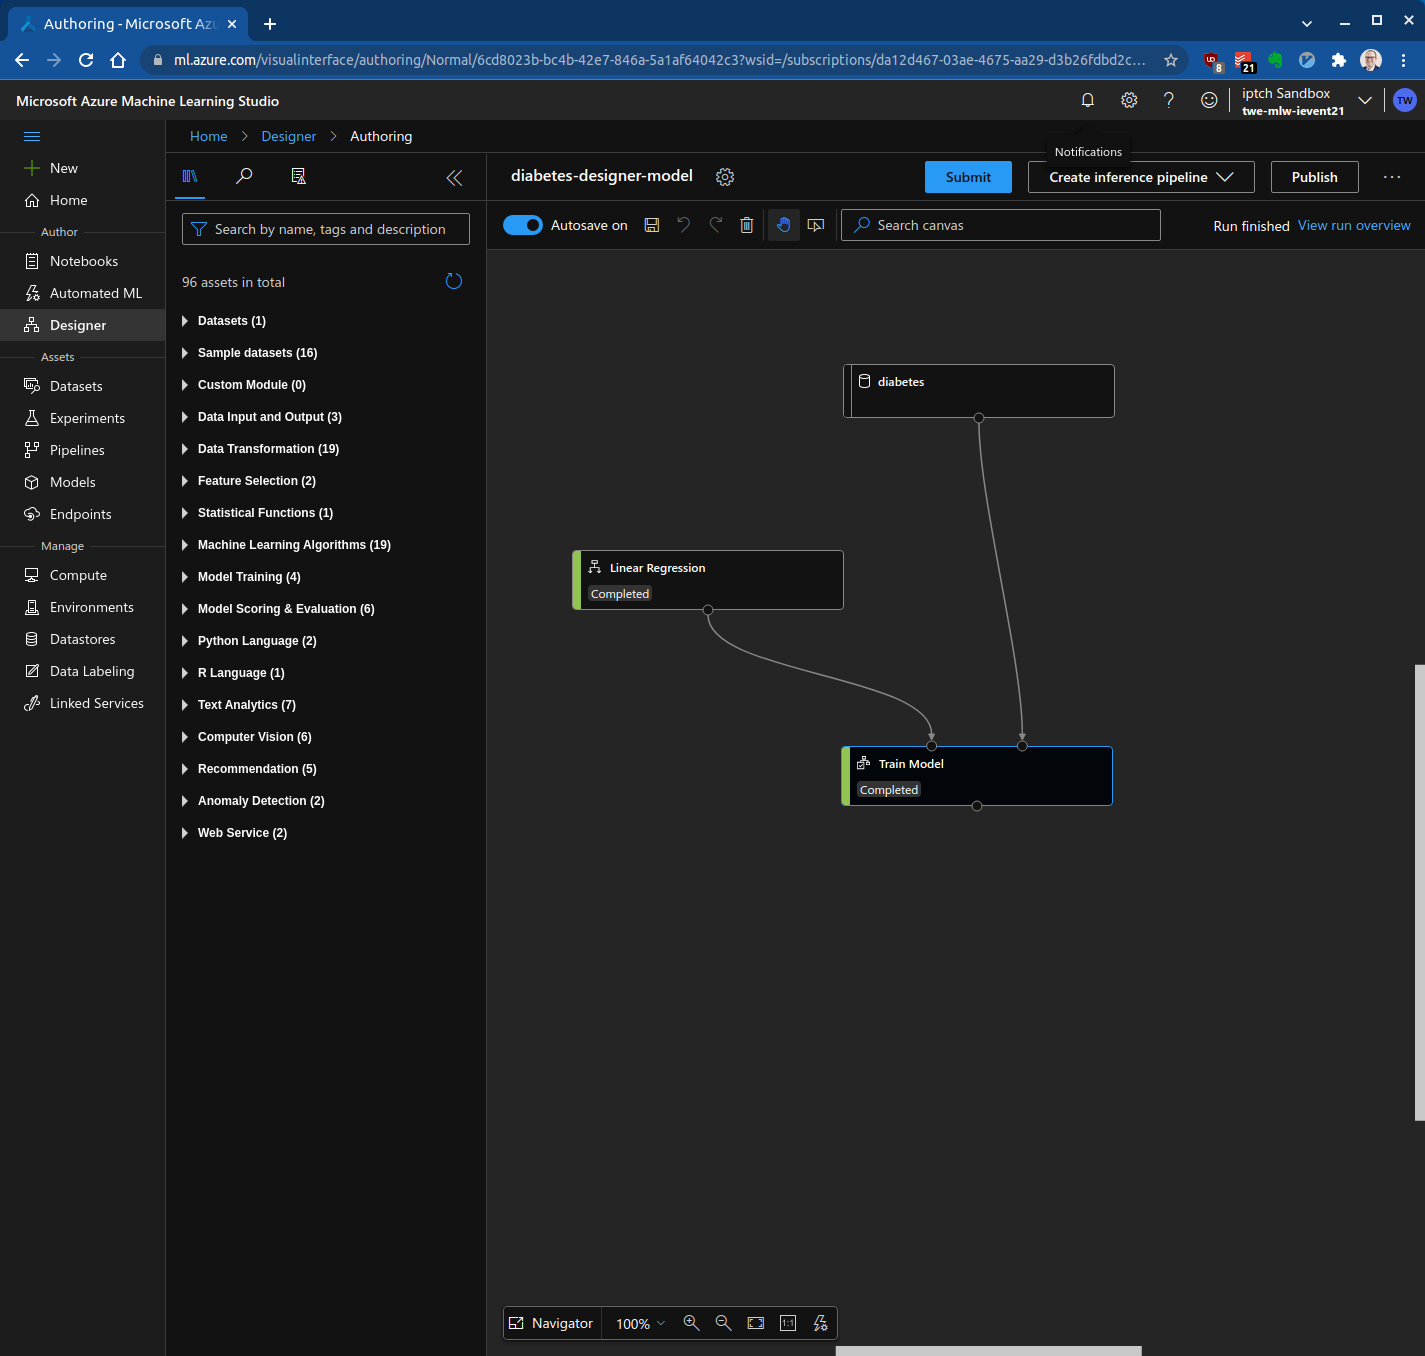 Authoring - Microsoft Azu
ml.azure.com/visualinterface/authoring/Normal/6cd8023b-bc4b-42e7-846a-5a1af64042c3?wsid=/subscriptions/da12d467-03ae-4675-aa29-d3b26fdbd2c...
8
21
Microsoft Azure Machine Learning Studio
iptch Sandbox
twe-mlw-ievent21
TW
Notifications
New
Home
Author
Notebooks
Automated ML
Designer
Assets
Datasets
Experiments
Pipelines
Models
Endpoints
Manage
Compute
Environments
Datastores
Data Labeling
Linked Services
Home > Designer > Authoring
Search by name, tags and description
96 assets in total
Datasets (1)
Sample datasets (16)
Custom Module (0)
Data Input and Output (3)
Data Transformation (19)
Feature Selection (2)
Statistical Functions (1)
Machine Learning Algorithms (19)
Model Training (4)
Model Scoring & Evaluation (6)
Python Language (2)
R Language (1)
Text Analytics (7)
Computer Vision (6)
Recommendation (5)
Anomaly Detection (2)
Web Service (2)
diabetes-designer-model
Submit
Create inference pipeline
Publish
...
Autosave on
Search canvas
Run finished View run overview
diabetes
Linear Regression
Completed
Train Model
Completed
Navigator
100%
1:1